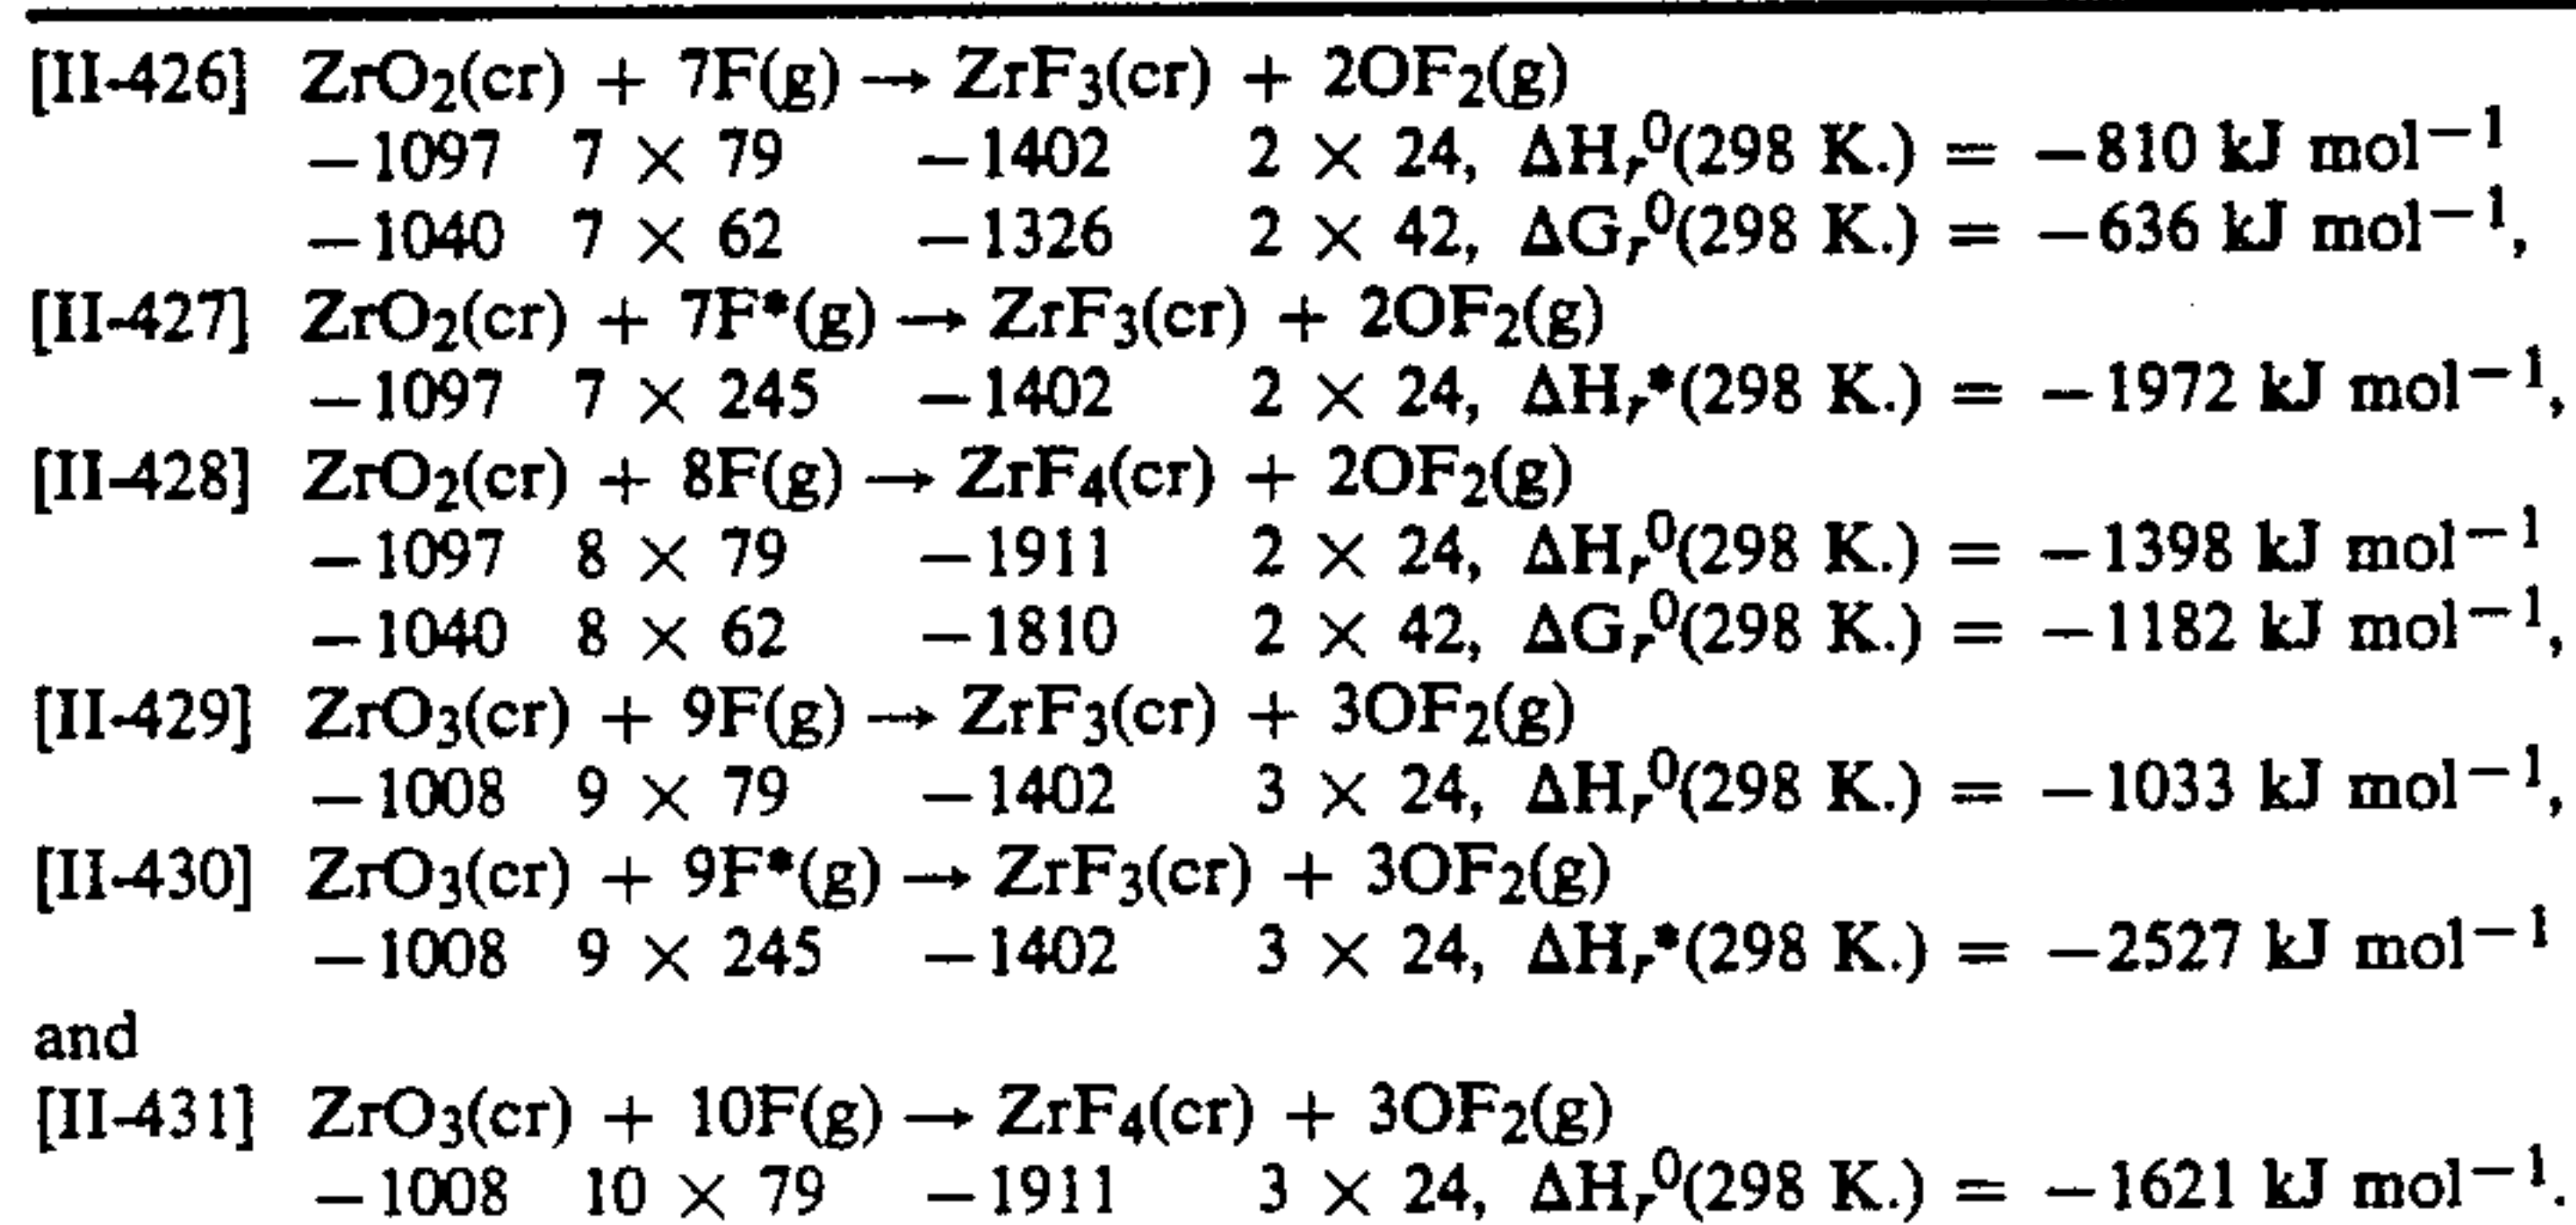 [II-426] ZrO₂(cr) + 7F(g) → ZrF₃(cr) + 2OF₂(g)
−1097 7 × 79 −1402 2 × 24, ΔHᵣ⁰(298 K.) = −810 kJ mol⁻¹
−1040 7 × 62 −1326 2 × 42, ΔGᵣ⁰(298 K.) = −636 kJ mol⁻¹,
[II-427] ZrO₂(cr) + 7F*(g) → ZrF₃(cr) + 2OF₂(g)
−1097 7 × 245 −1402 2 × 24, ΔHᵣ*(298 K.) = −1972 kJ mol⁻¹,
[II-428] ZrO₂(cr) + 8F(g) → ZrF₄(cr) + 2OF₂(g)
−1097 8 × 79 −1911 2 × 24, ΔHᵣ⁰(298 K.) = −1398 kJ mol⁻¹
−1040 8 × 62 −1810 2 × 42, ΔGᵣ⁰(298 K.) = −1182 kJ mol⁻¹,
[II-429] ZrO₃(cr) + 9F(g) → ZrF₃(cr) + 3OF₂(g)
−1008 9 × 79 −1402 3 × 24, ΔHᵣ⁰(298 K.) = −1033 kJ mol⁻¹,
[II-430] ZrO₃(cr) + 9F*(g) → ZrF₃(cr) + 3OF₂(g)
−1008 9 × 245 −1402 3 × 24, ΔHᵣ*(298 K.) = −2527 kJ mol⁻¹
and
[II-431] ZrO₃(cr) + 10F(g) → ZrF₄(cr) + 3OF₂(g)
−1008 10 × 79 −1911 3 × 24, ΔHᵣ⁰(298 K.) = −1621 kJ mol⁻¹.